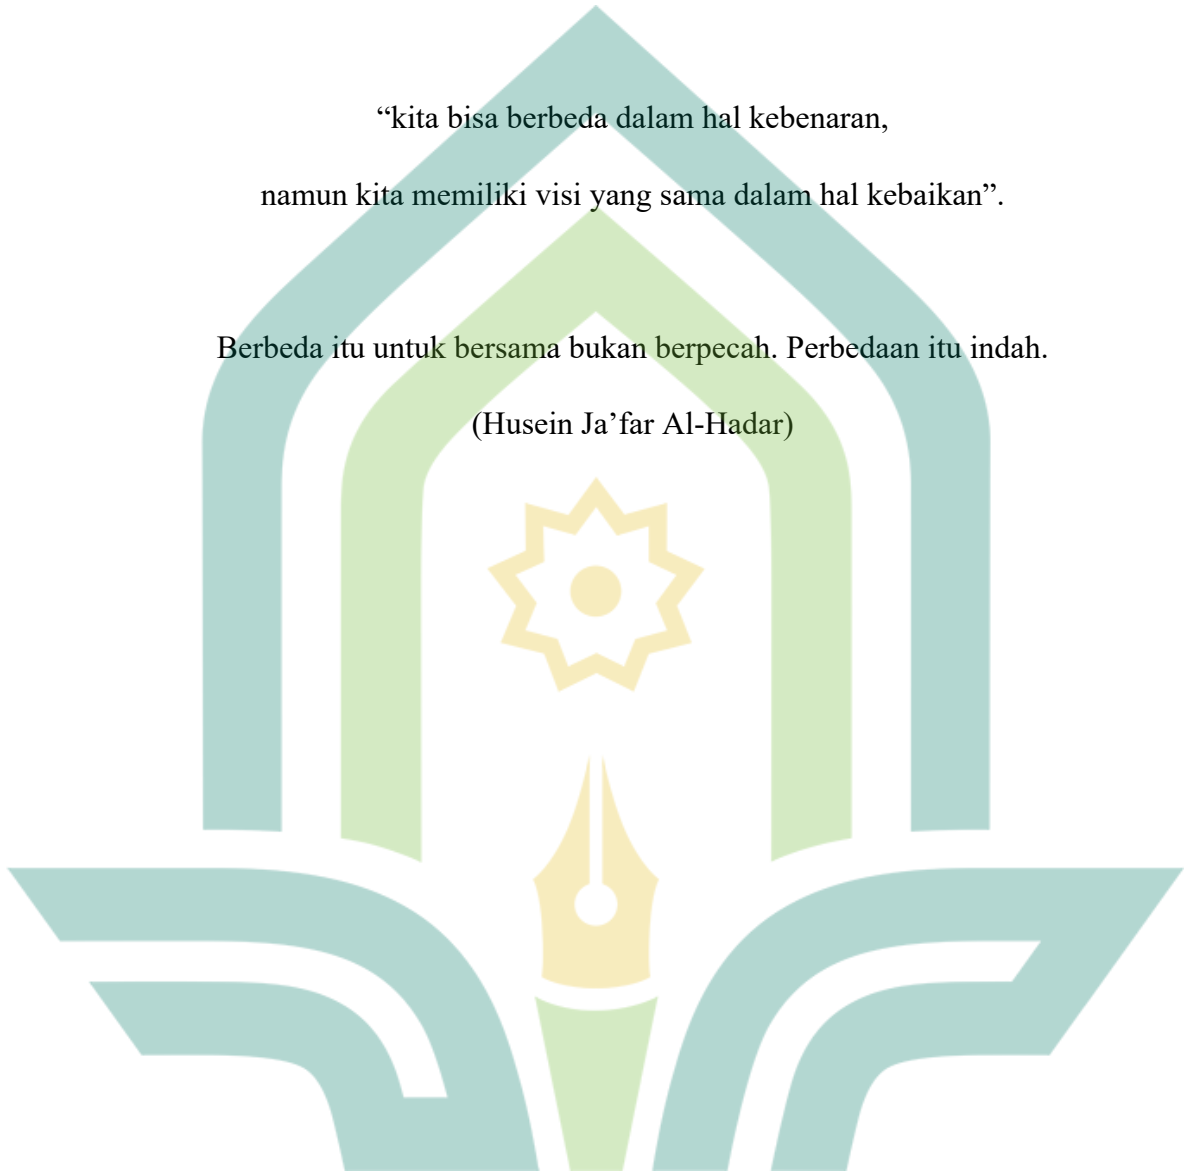 “kita bisa berbeda dalam hal kebenaran,
namun kita memiliki visi yang sama dalam hal kebaikan”.
Berbeda itu untuk bersama bukan berpecah. Perbedaan itu indah.
(Husein Ja’far Al-Hadar)